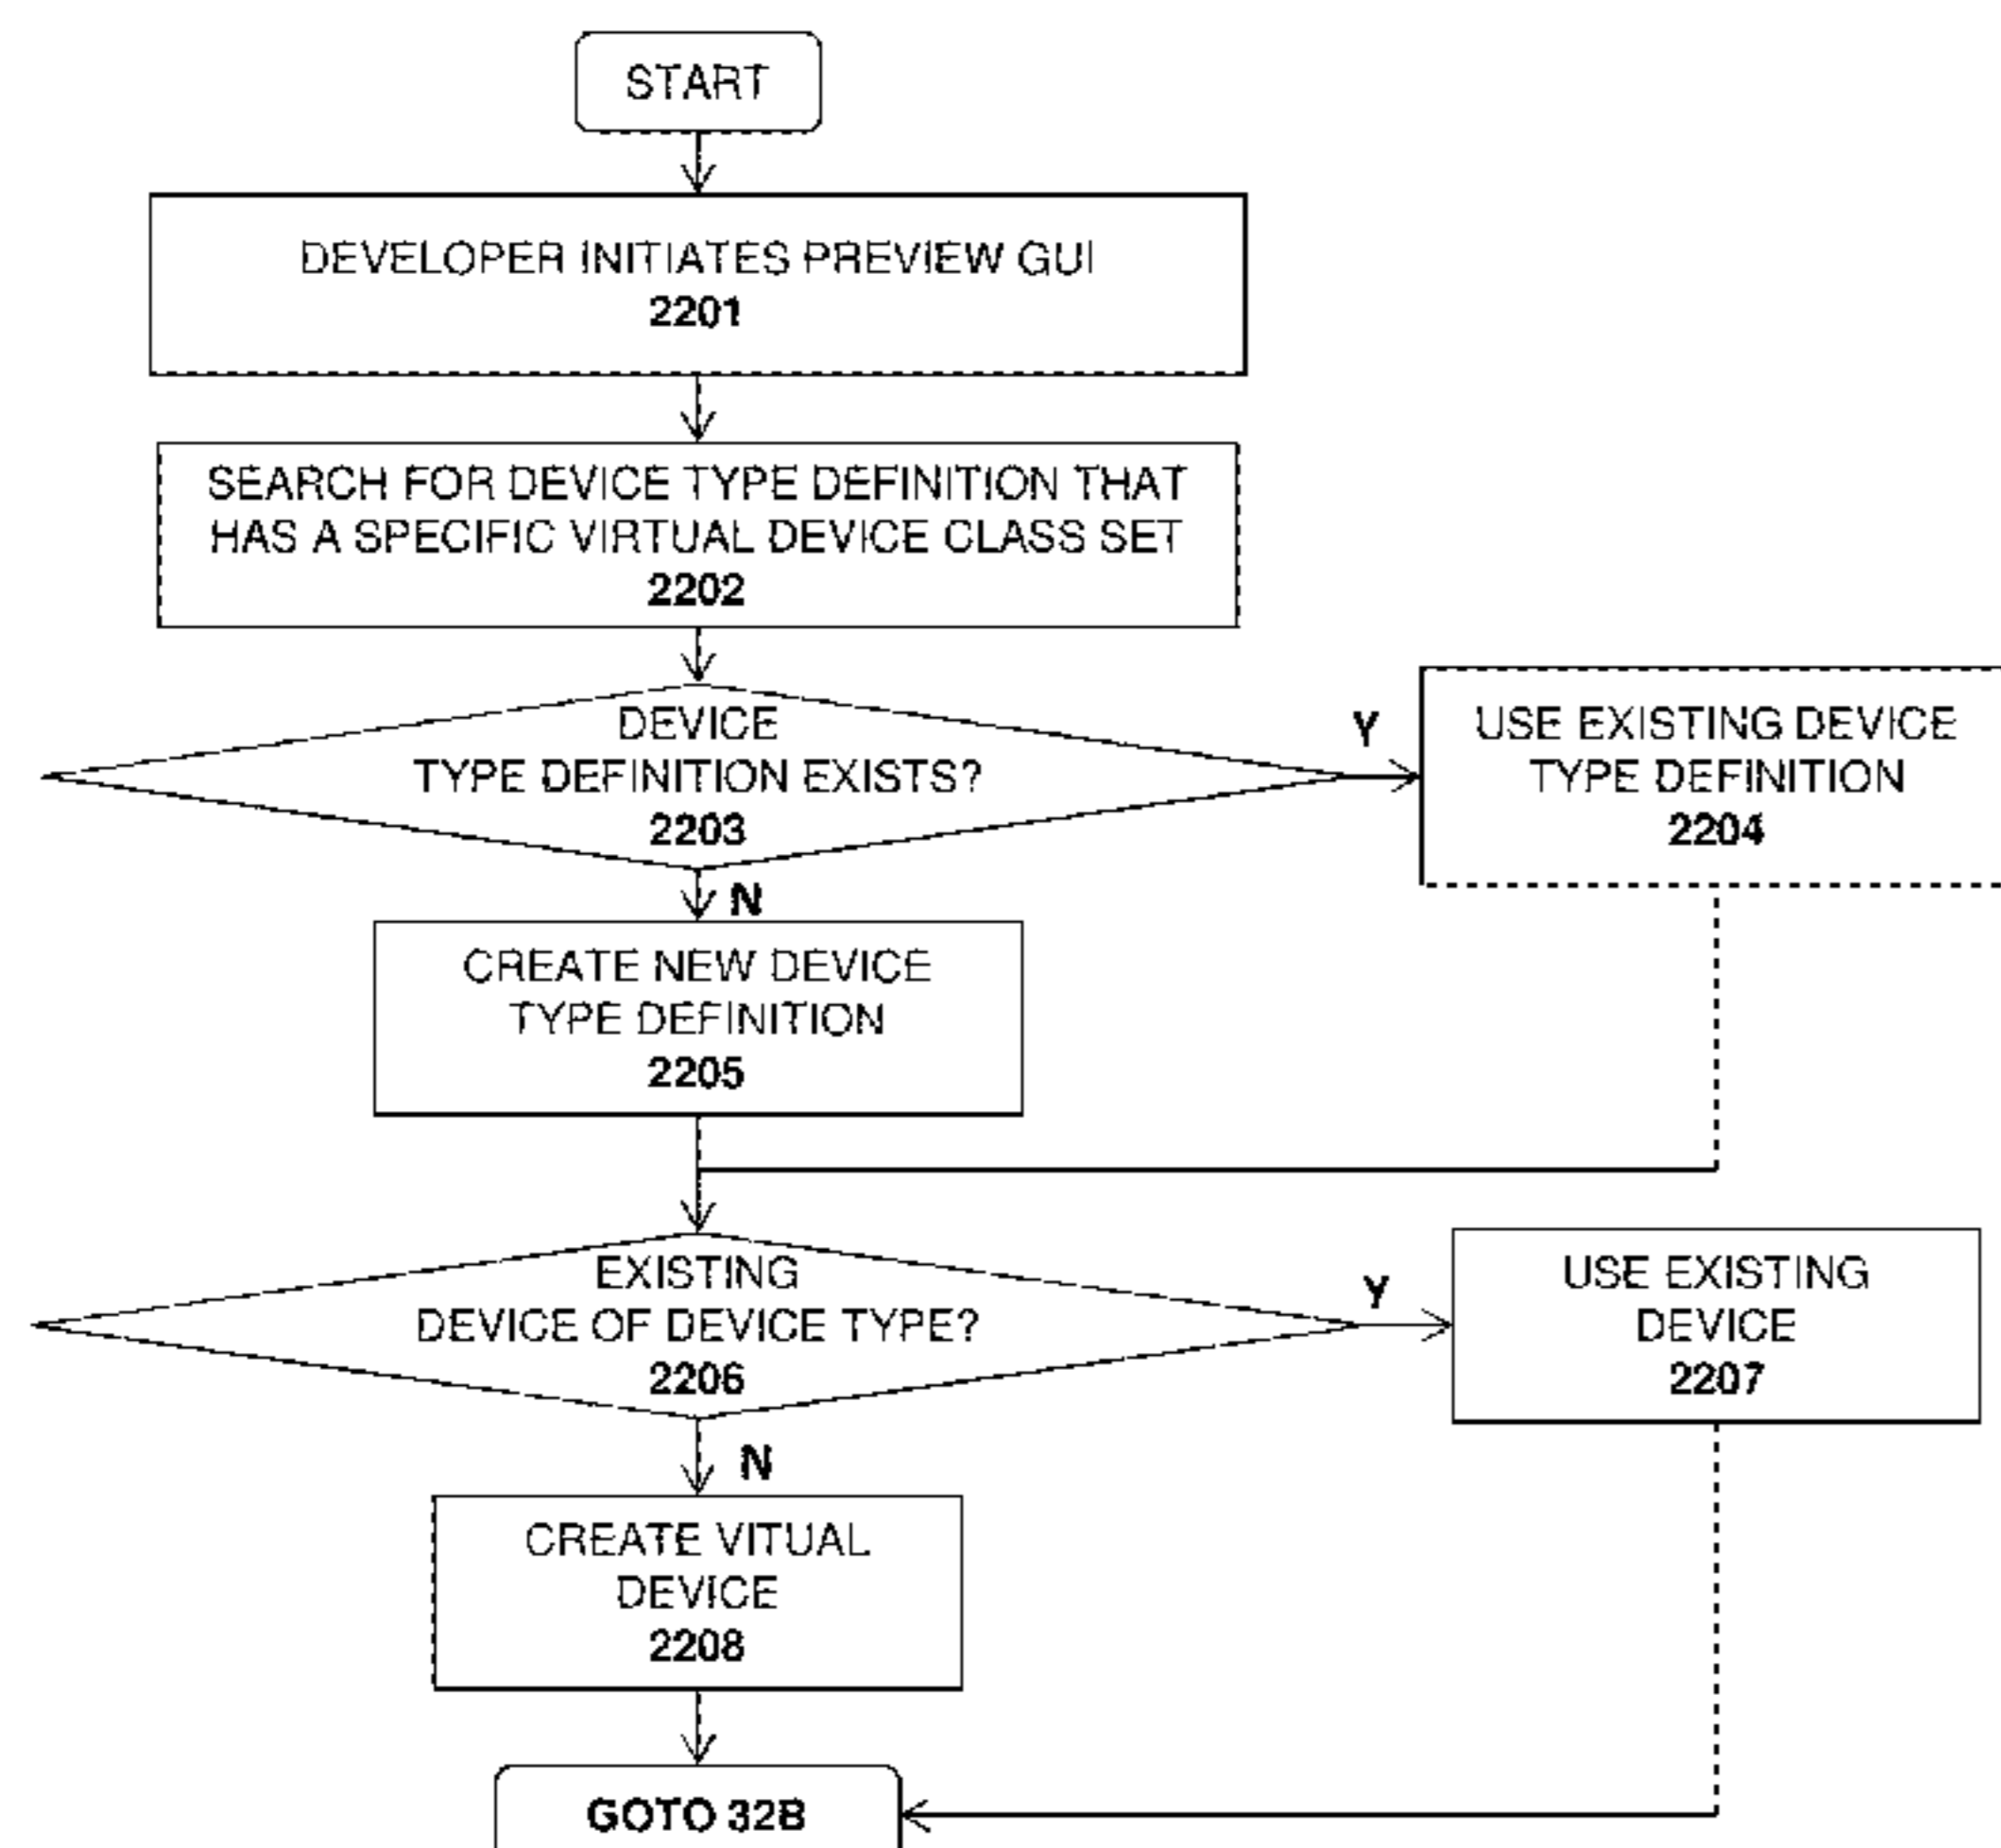 START
DEVELOPER INITIATES PREVIEW GUI
2201
SEARCH FOR DEVICE TYPE DEFINITION THAT
HAS A SPECIFIC VIRTUAL DEVICE CLASS SET
2202
DEVICE
TYPE DEFINITION EXISTS?
2203
Y
USE EXISTING DEVICE
TYPE DEFINITION
2204
N
CREATE NEW DEVICE
TYPE DEFINITION
2205
EXISTING
DEVICE OF DEVICE TYPE?
2206
Y
USE EXISTING
DEVICE
2207
N
CREATE VITUAL
DEVICE
2208
GOTO 32B